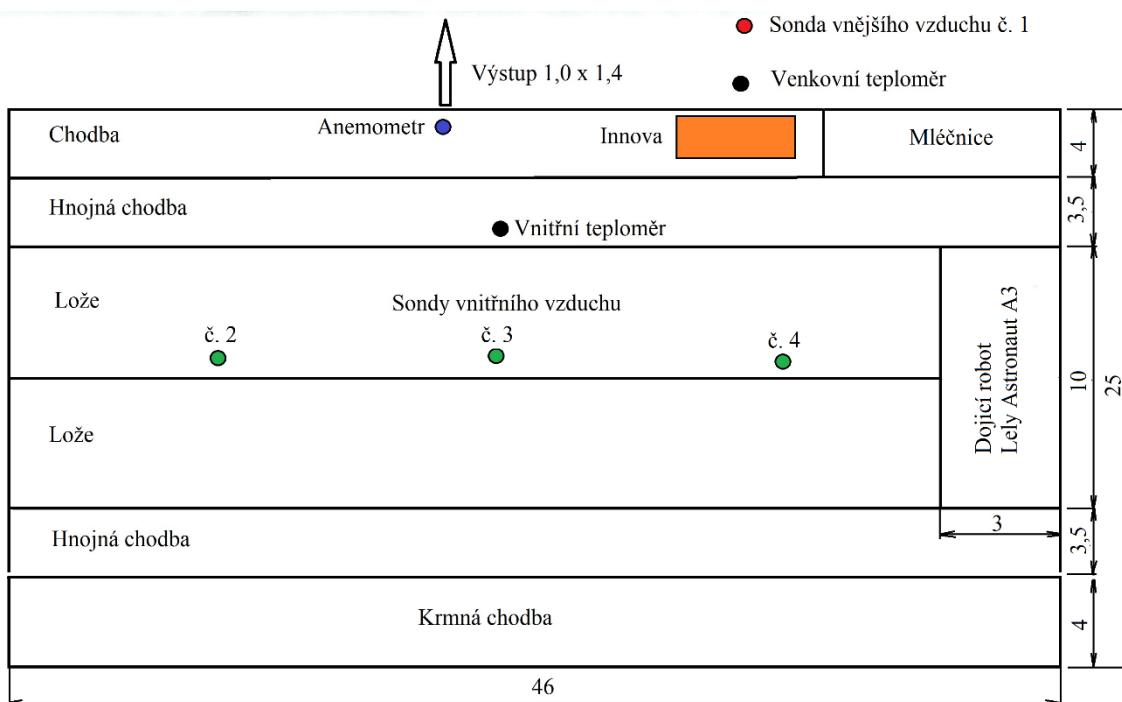 Sonda vnějšího vzduchu č. 1
Výstup 1,0 x 1,4
Venkovní teploměr
Chodba
Anemometr
Innova
Mléčnice
4
Hnojná chodba
Vnitřní teploměr
3,5
Lože
Sondy vnitřního vzduchu
č. 2
č. 3
č. 4
Dojicí robot
Lely Astronaut A3
10
25
Lože
Hnojná chodba
3
3,5
Krmná chodba
4
46